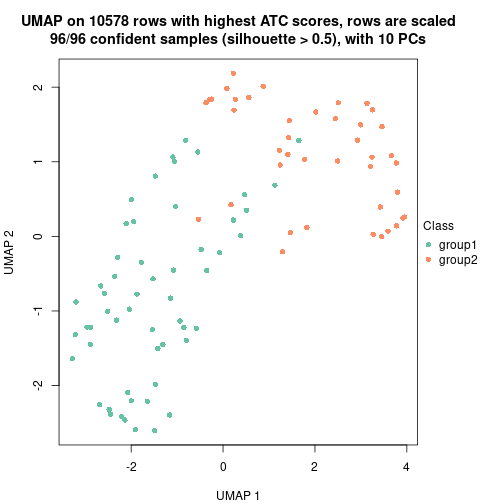 UMAP on 10578 rows with highest ATC scores, rows are scaled
96/96 confident samples (silhouette > 0.5), with 10 PCs
2
1
0
-1
-2
UMAP 2
-2
0
2
4
UMAP 1
Class
group1
group2